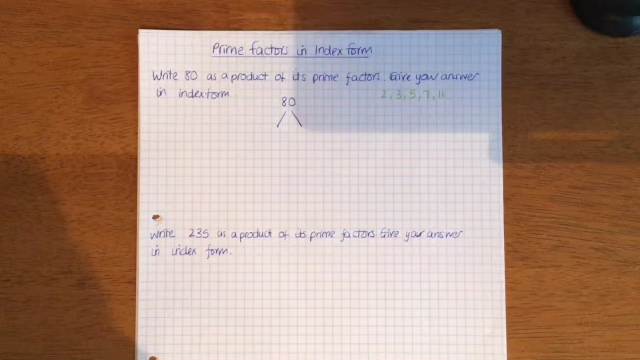 Prime factors in Index form
Write 80 as a product of its prime factors. Give your answer
in index form.
2, 3, 5, 7, 11
80
Write 235 as a product of its prime factors Give your answer
in index form.